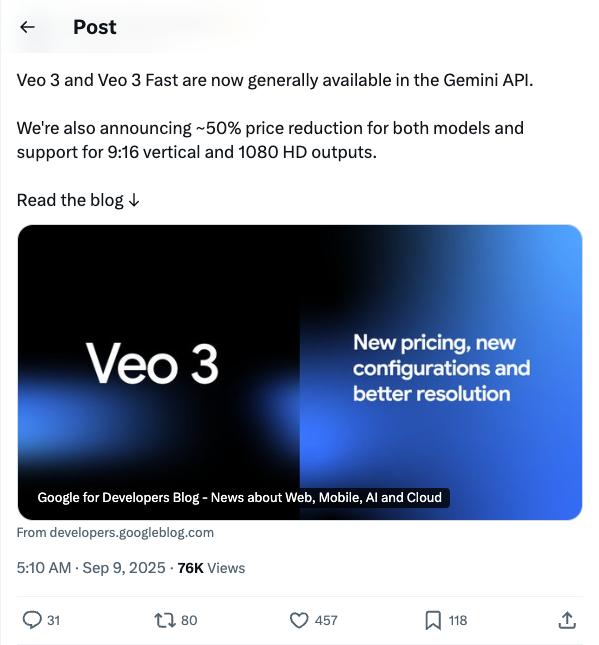 Post
Veo 3 and Veo 3 Fast are now generally available in the Gemini API.
We're also announcing ~50% price reduction for both models and
support for 9:16 vertical and 1080 HD outputs.
Read the blog ↓
Veo 3
New pricing, new
configurations and
better resolution
Google for Developers Blog - News about Web, Mobile, AI and Cloud
From developers.googleblog.com
5:10 AM · Sep 9, 2025 · 76K Views
31 80 457 118